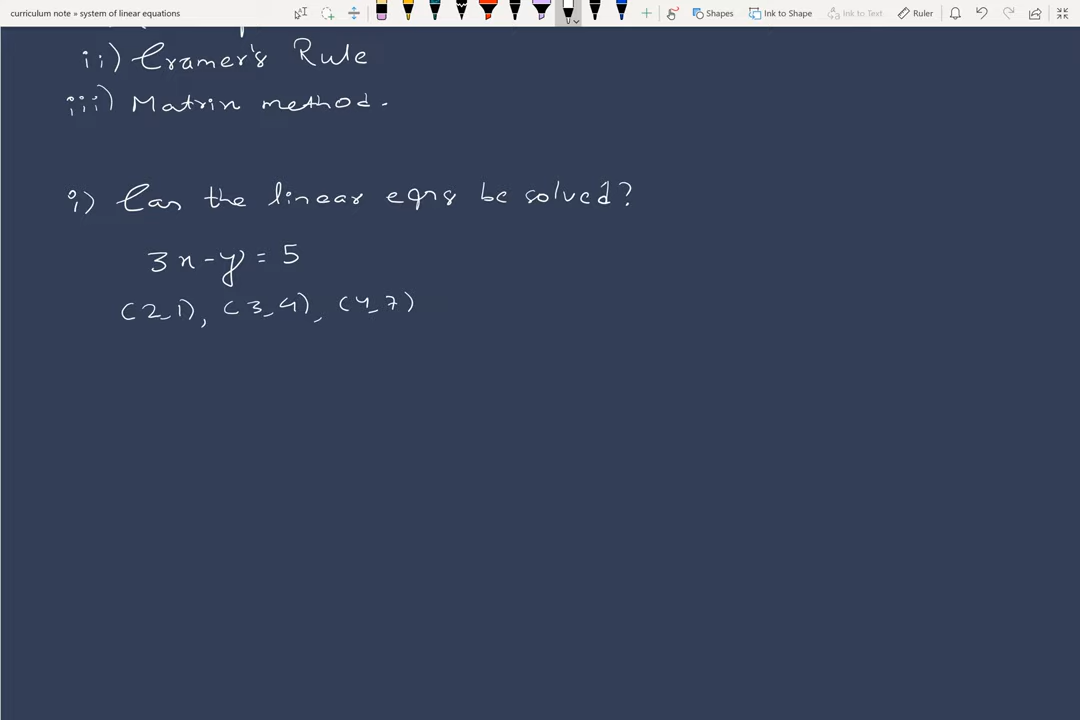 curriculum note » system of linear equations
Shapes Ink to Shape Ink to Text Ruler
ii) Cramer's Rule
iii) Matrix method.
i) Can the linear eqns be solved?
3x-y=5
(2,1), (3,4), (4,7)